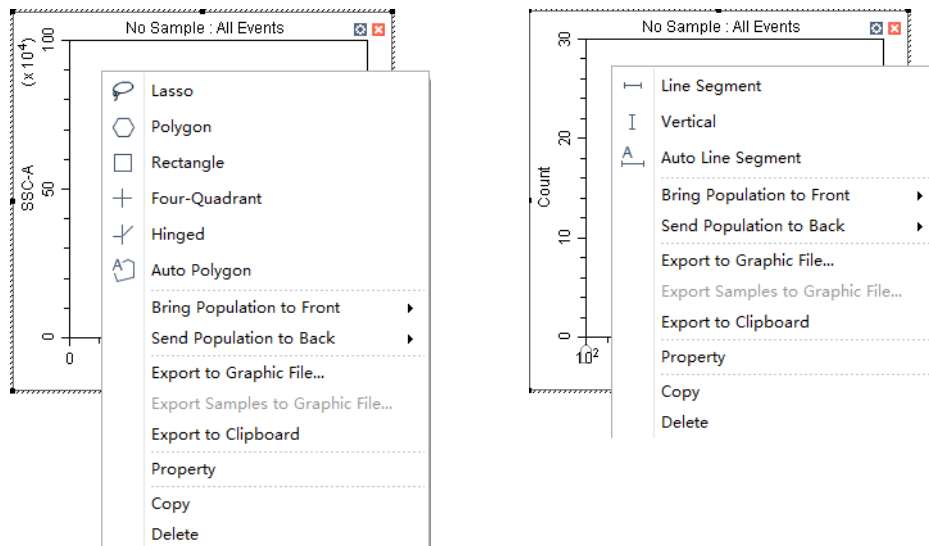 No Sample : All Events
(x 10⁴)
100
SSC-A
50
0
0
Lasso
Polygon
Rectangle
Four-Quadrant
Hinged
A
Auto Polygon
Bring Population to Front
Send Population to Back
Export to Graphic File...
Export Samples to Graphic File...
Export to Clipboard
Property
Copy
Delete
No Sample : All Events
30
20
Count
10
0
10²
Line Segment
Vertical
A
Auto Line Segment
Bring Population to Front
Send Population to Back
Export to Graphic File...
Export Samples to Graphic File...
Export to Clipboard
Property
Copy
Delete